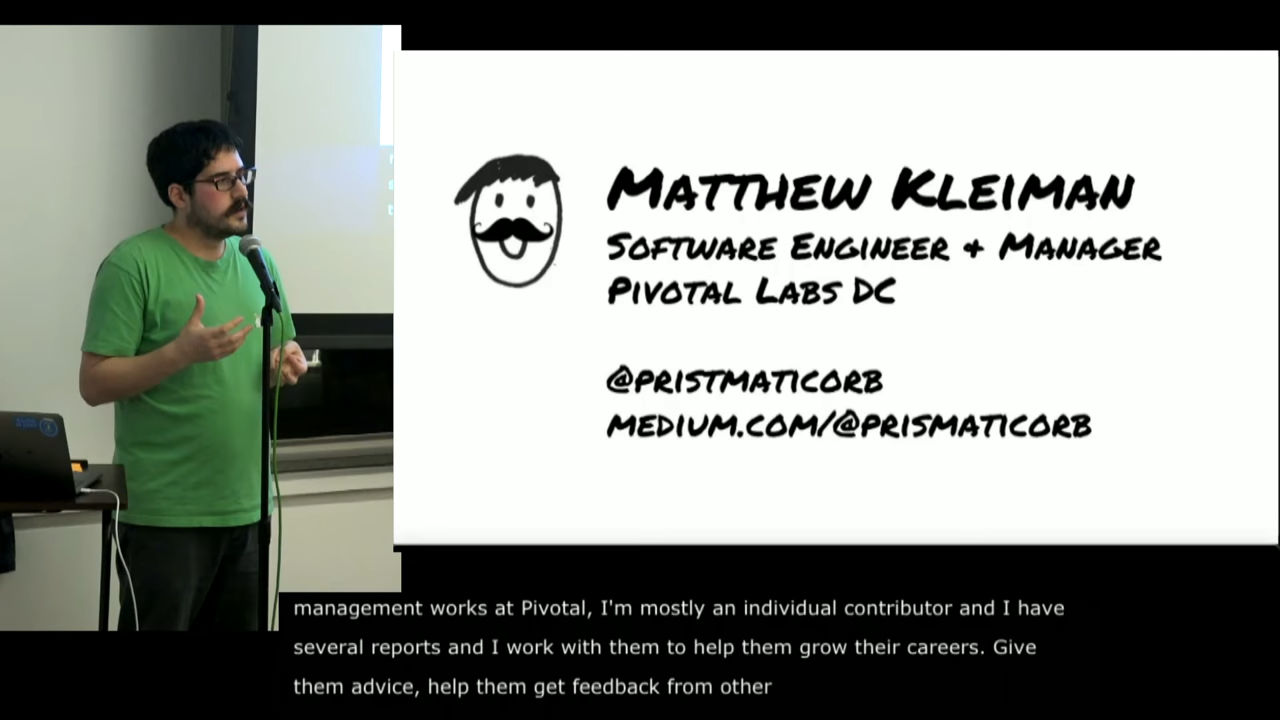 MATTHEW KLEIMAN
SOFTWARE ENGINEER + MANAGER
PIVOTAL LABS DC
@PRISTMATICORB
MEDIUM.COM/@PRISMATICORB
management works at Pivotal, I'm mostly an individual contributor and I have
several reports and I work with them to help them grow their careers. Give
them advice, help them get feedback from other